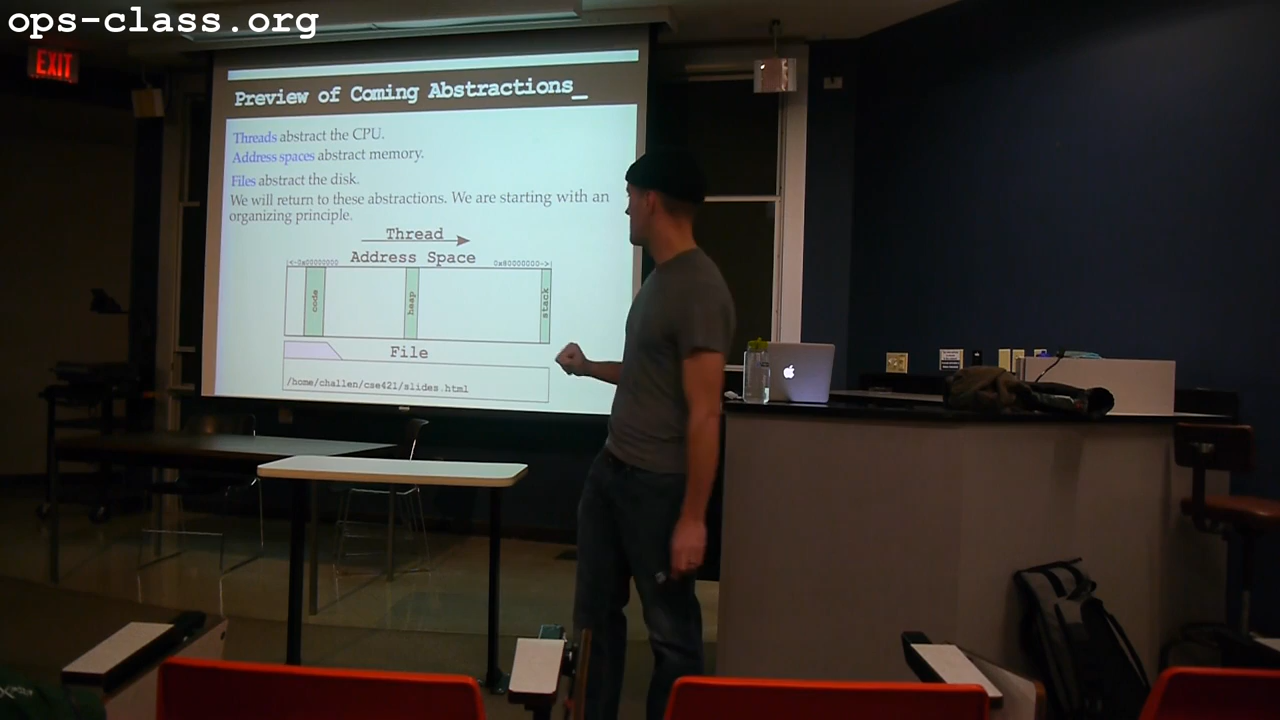 ops-class.org
EXIT
Preview of Coming Abstractions_
Threads abstract the CPU.
Address spaces abstract memory.
Files abstract the disk.
We will return to these abstractions. We are starting with an
organizing principle.
Thread
Address Space
|<-0x00000000
0x80000000->|
code
heap
stack
File
/home/challen/cse421/slides.html